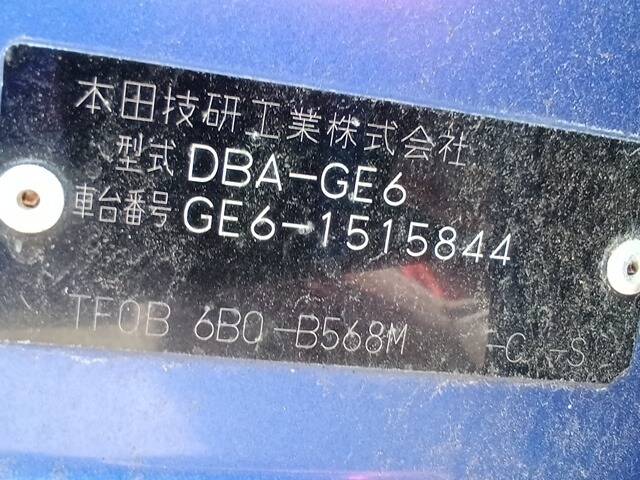 本田技研工業株式会社
型式 DBA-GE6
車台番号 GE6-1515844
TF0B 6B0-B568M -C -S